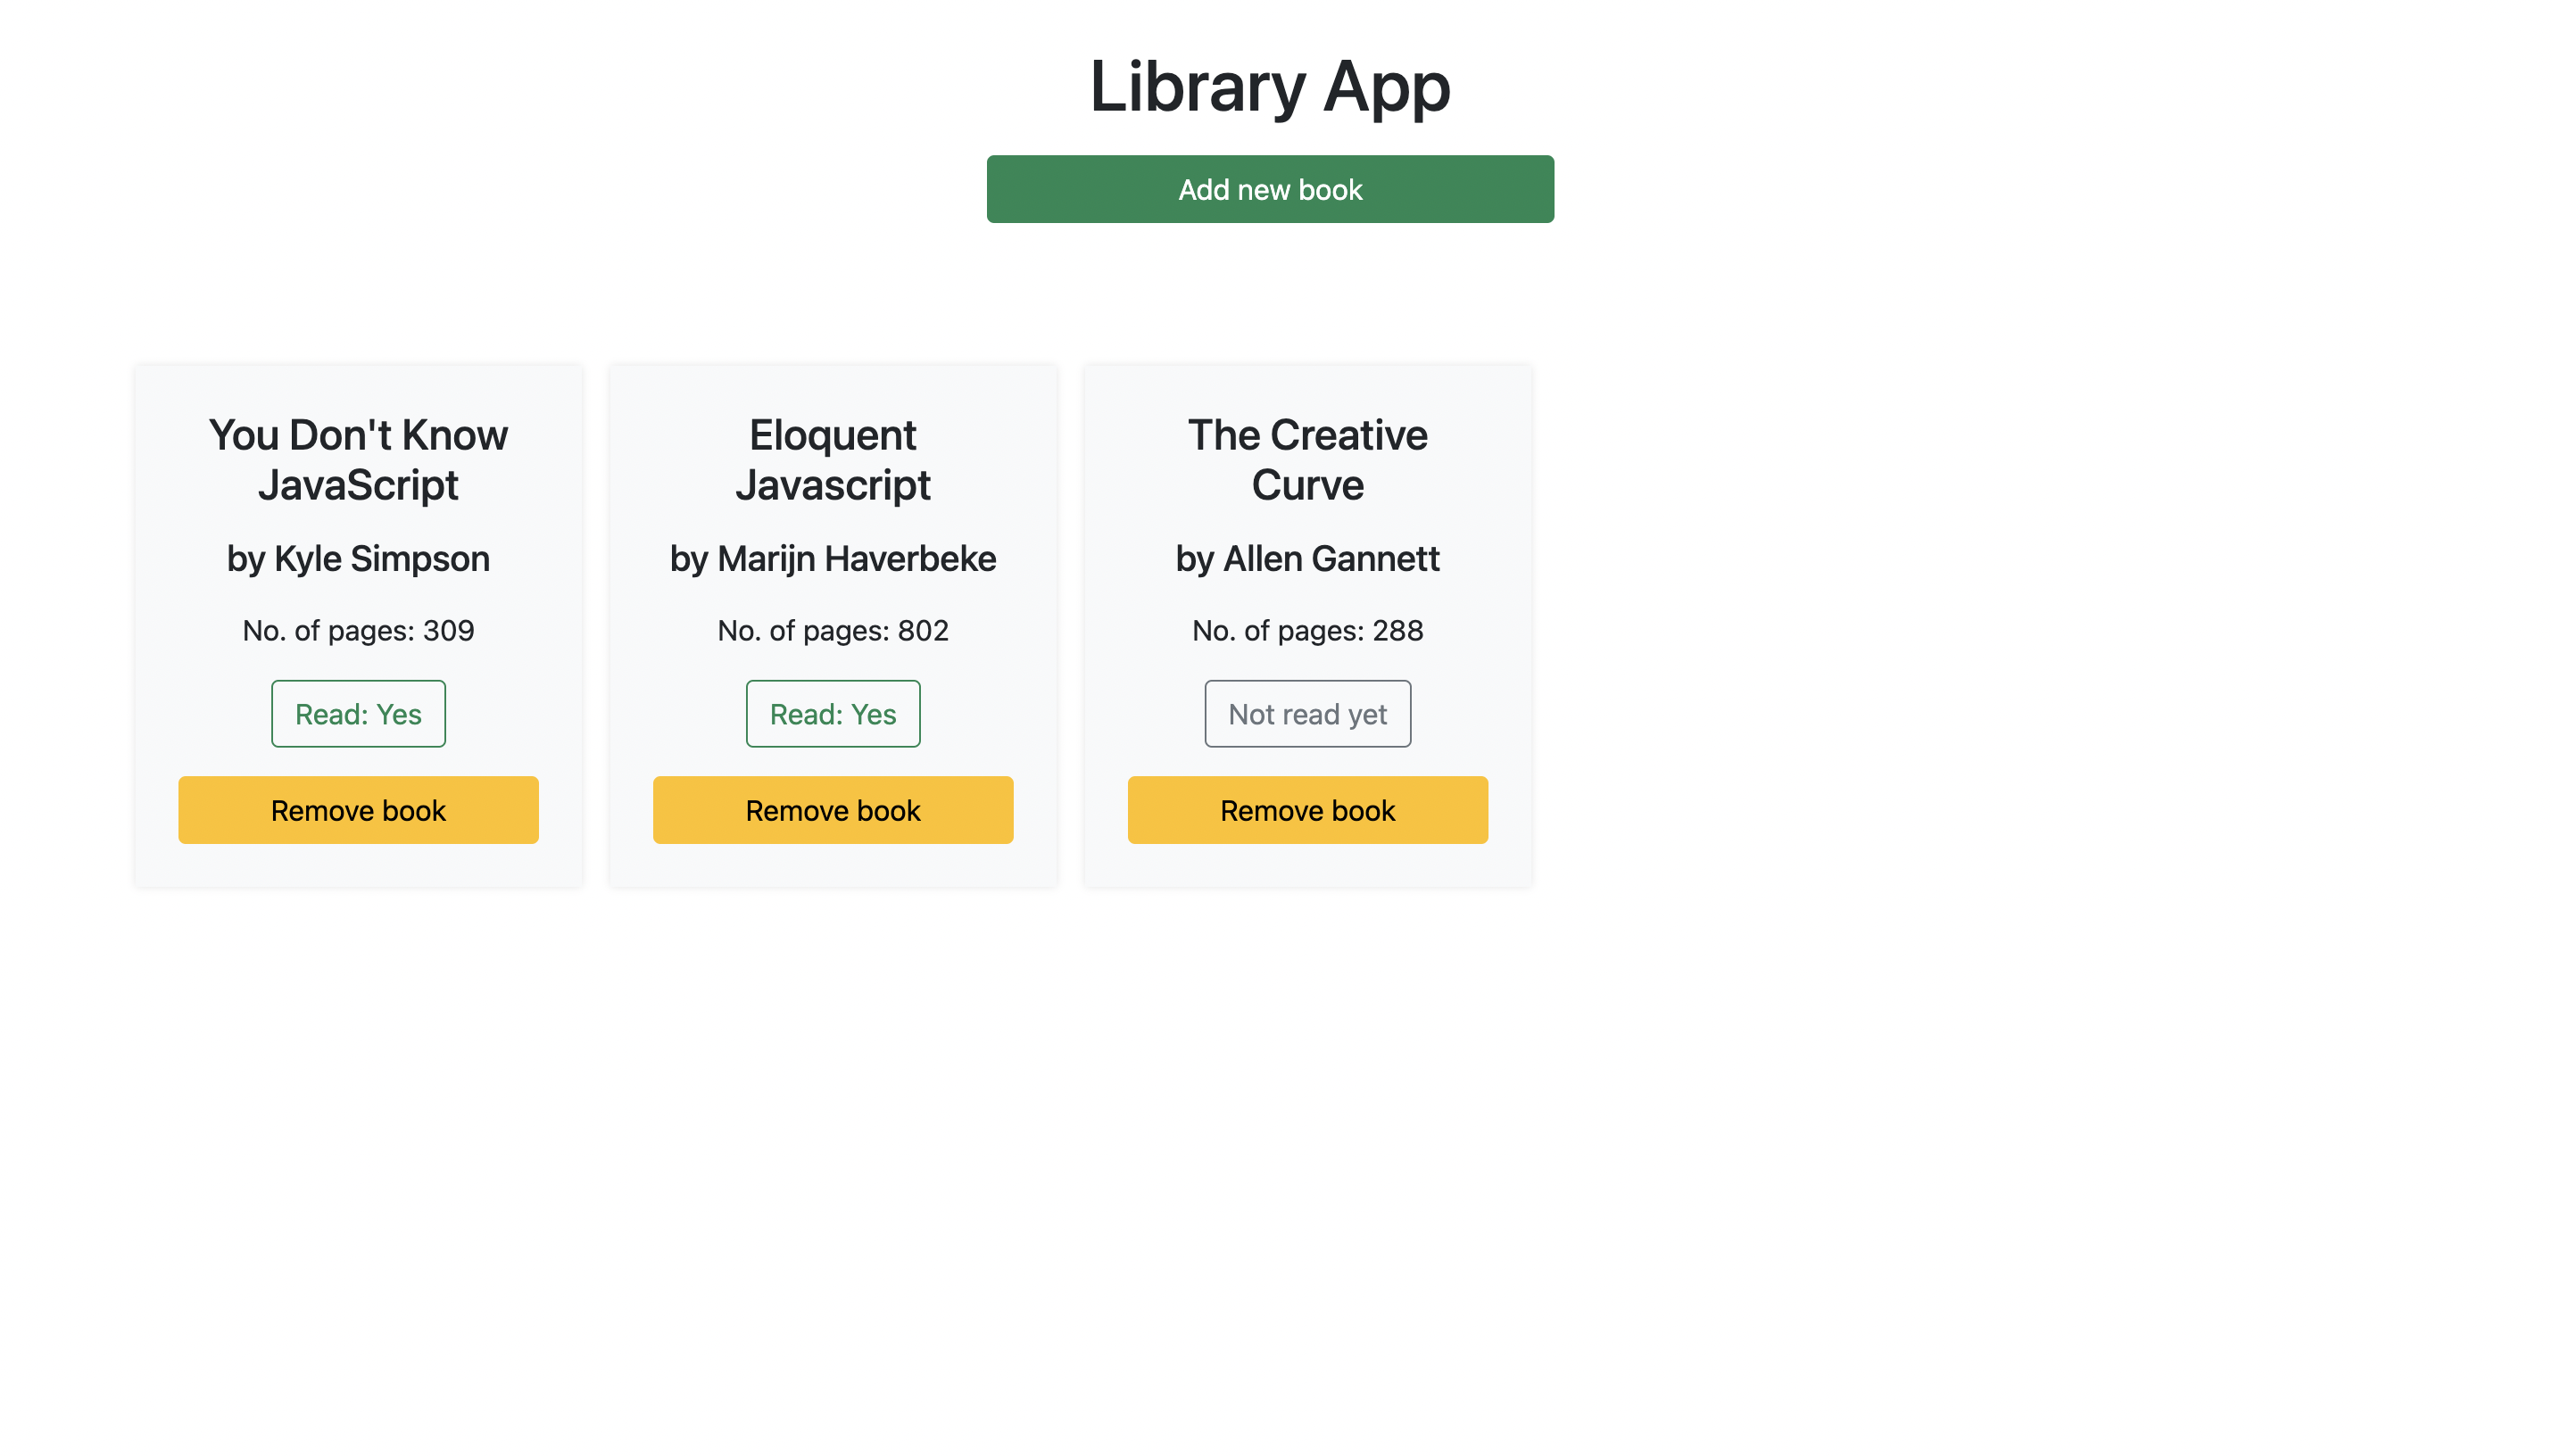 Library App
Add new book
You Don't Know
JavaScript
by Kyle Simpson
No. of pages: 309
Read: Yes
Remove book
Eloquent
Javascript
by Marijn Haverbeke
No. of pages: 802
Read: Yes
Remove book
The Creative
Curve
by Allen Gannett
No. of pages: 288
Not read yet
Remove book